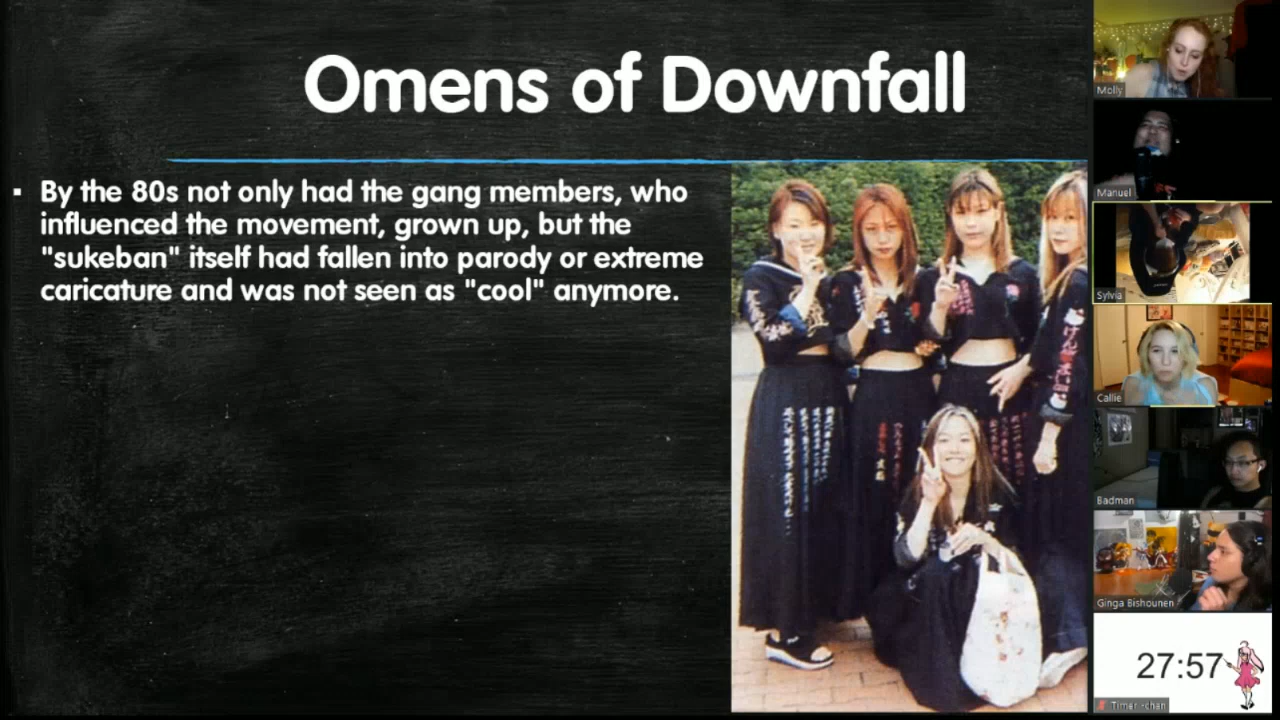 Omens of Downfall
▪ By the 80s not only had the gang members, who
influenced the movement, grown up, but the
"sukeban" itself had fallen into parody or extreme
caricature and was not seen as "cool" anymore.
Molly
Manuel
Sylvia
Callie
Badman
Ginga Bishounen
27:57
Timer-chan